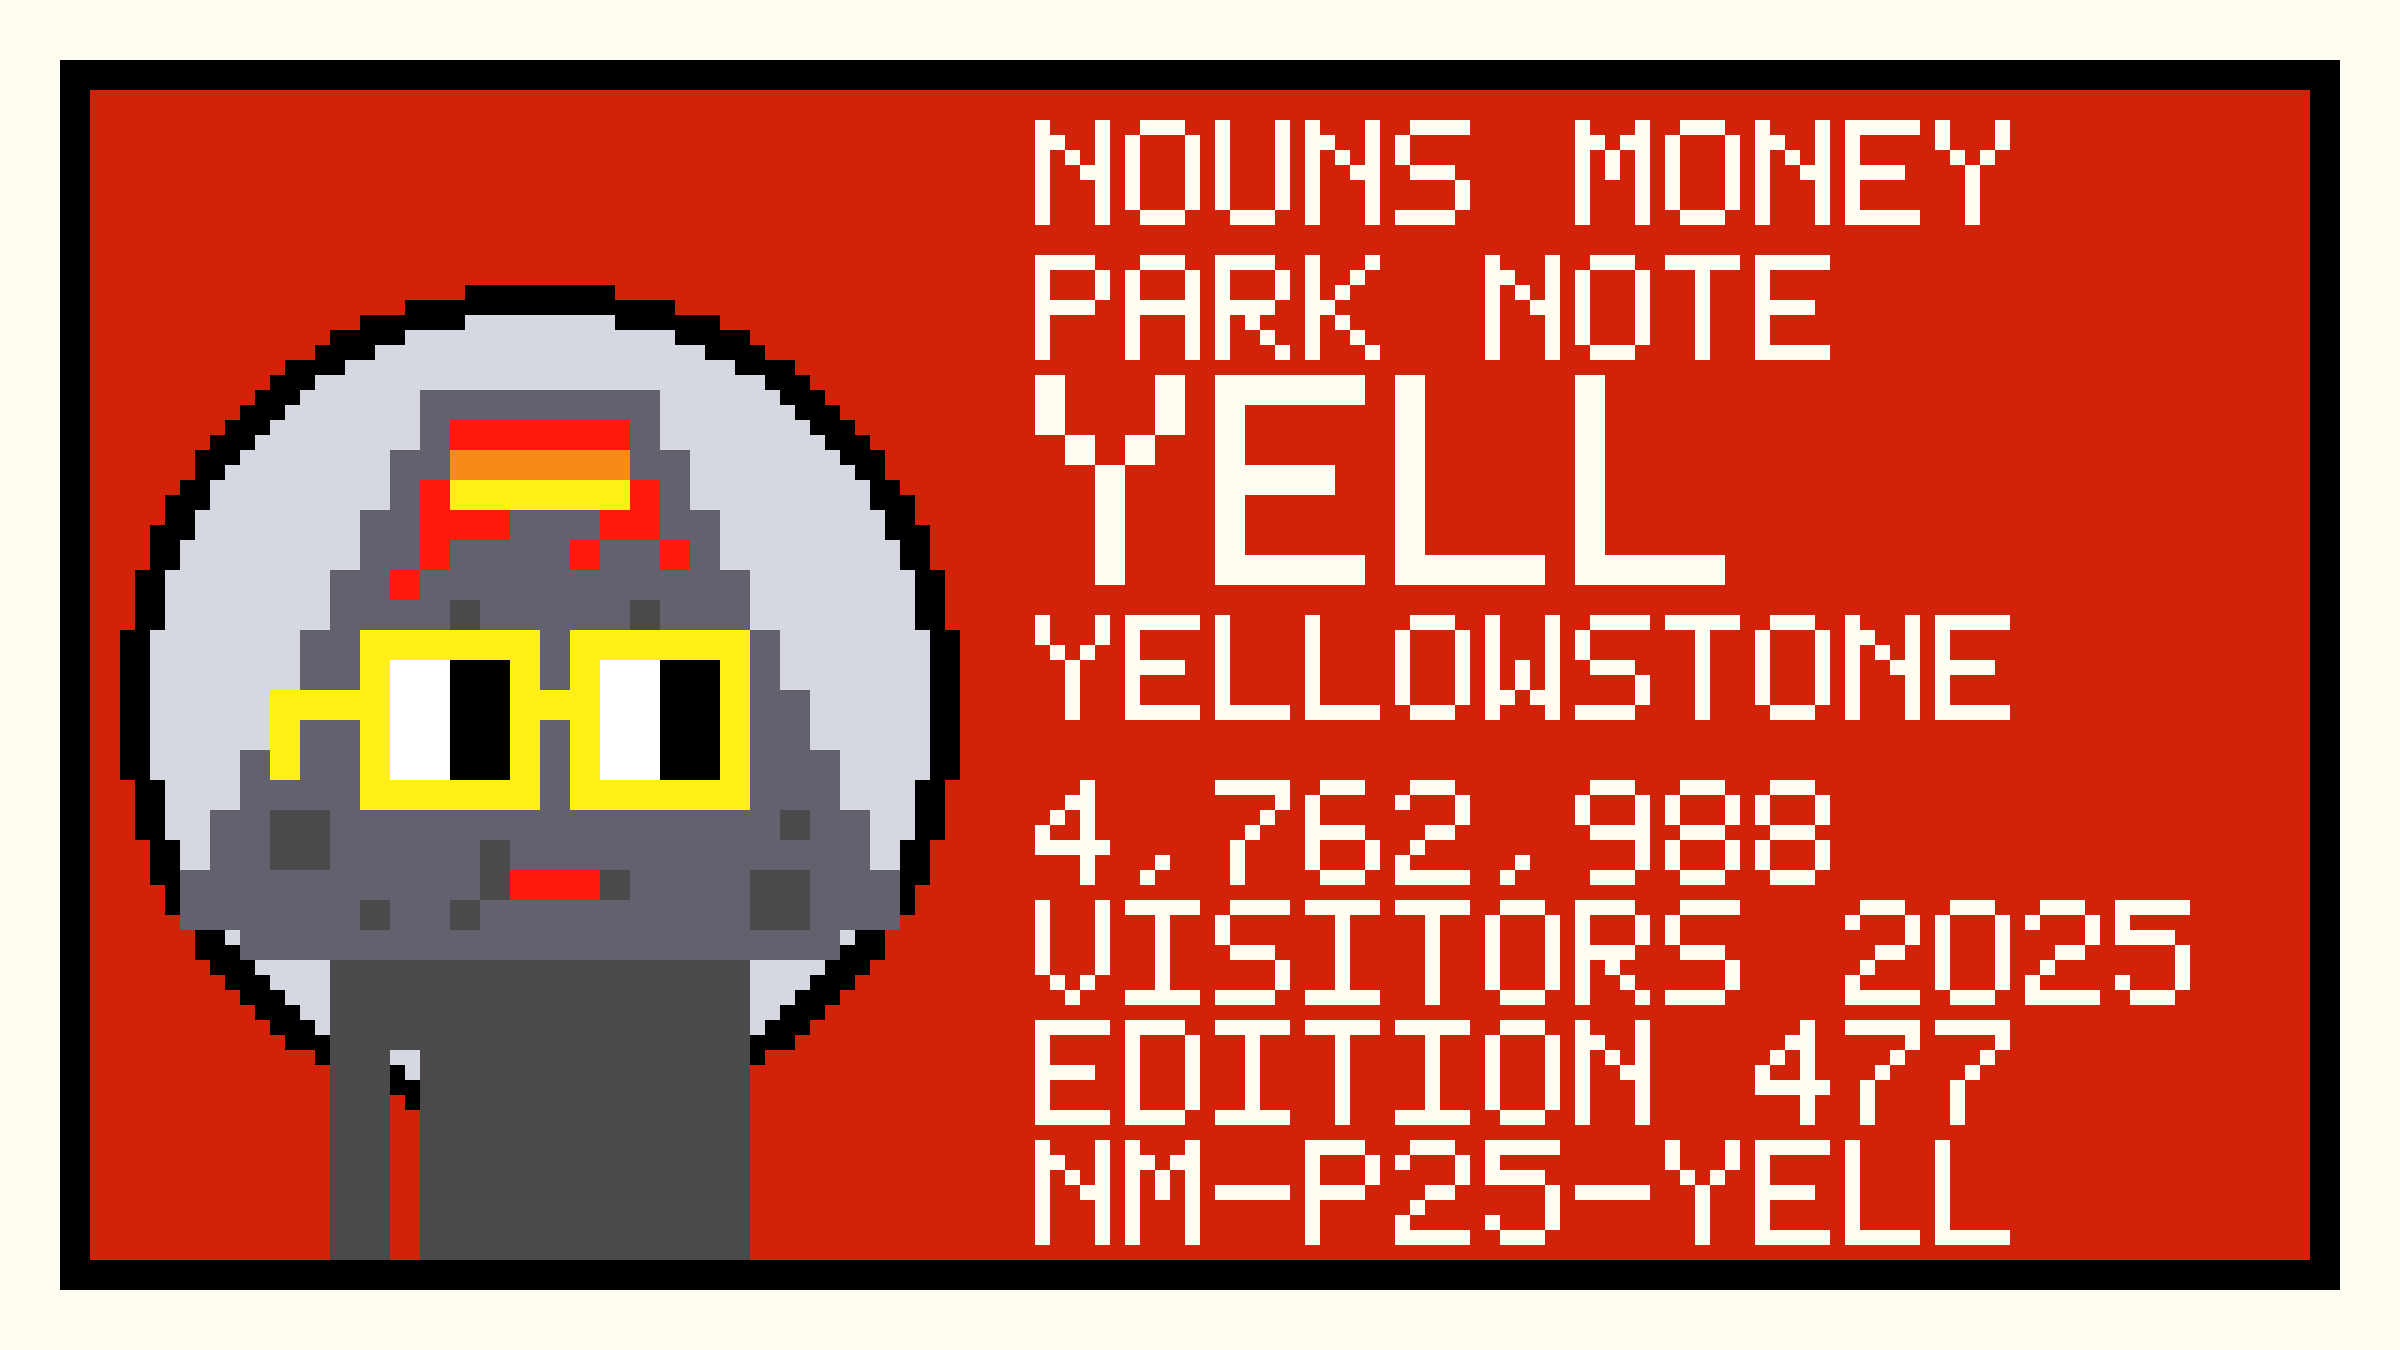 NOUNS MONEY
PARK NOTE
YELL
YELLOWSTONE
4,762,988
VISITORS 2025
EDITION 477
NM-P25-YELL